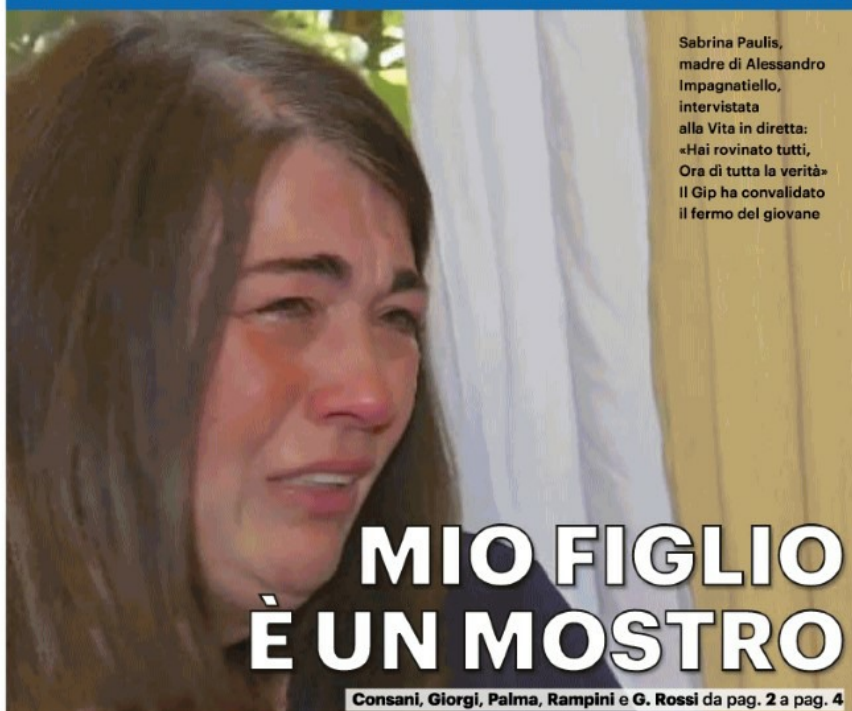 Sabrina Paulis,
madre di Alessandro
Impagnatiello,
intervistata
alla Vita in diretta:
«Hai rovinato tutti,
Ora dì tutta la verità»
Il Gip ha convalidato
il fermo del giovane
MIO FIGLIO
È UN MOSTRO
Consani, Giorgi, Palma, Rampini e G. Rossi da pag. 2 a pag. 4